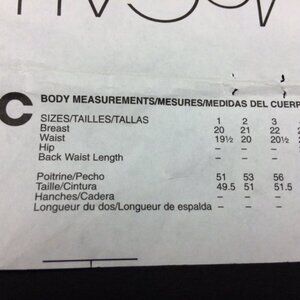 C
BODY MEASUREMENTS/MESURES/MEDIDAS DEL CUERP
SIZES/TAILLES/TALLAS 1 2 3
Breast 20 21 22
Waist 19½ 20 20½
Hip – – –
Back Waist Length – – –
Poitrine/Pecho 51 53 56
Taille/Cintura 49.5 51 51.5
Hanches/Cadera – – –
Longueur du dos/Longueur de espalda – – –